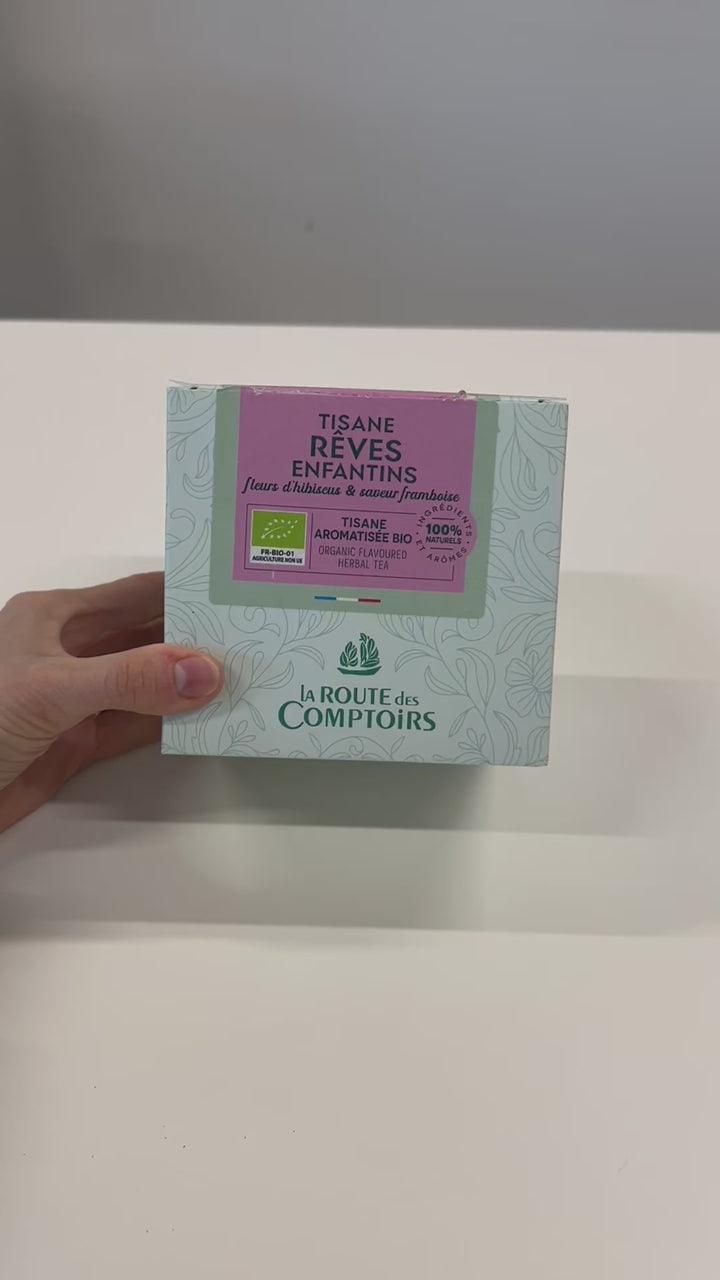 TISANE
RÊVES
ENFANTINS
fleurs d'hibiscus & saveur framboise
FR-BIO-01
AGRICULTURE NON UE
TISANE
AROMATISÉE BIO
ORGANIC FLAVOURED
HERBAL TEA
INGRÉDIENTS
100%
NATURELS
ET ARÔMES
LA ROUTE des
COMPTOIRS